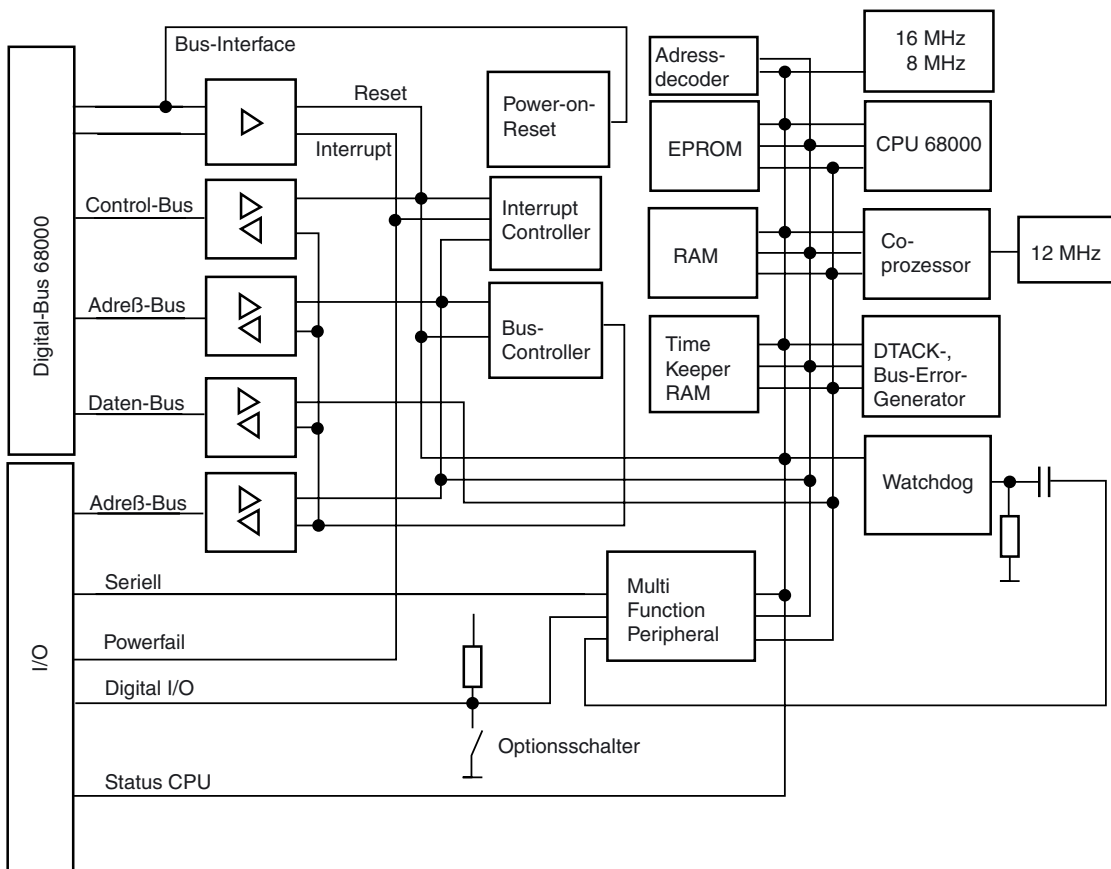 Bus-Interface
Reset
Interrupt
Power-on-
Reset
Adress-
decoder
16 MHz
8 MHz
EPROM
CPU 68000
Digital-Bus 68000
Control-Bus
Interrupt
Controller
RAM
Co-
prozessor
12 MHz
Adreß-Bus
Bus-
Controller
Time
Keeper
RAM
DTACK-,
Bus-Error-
Generator
Daten-Bus
Adreß-Bus
Watchdog
I/O
Seriell
Multi
Function
Peripheral
Powerfail
Digital I/O
Optionsschalter
Status CPU